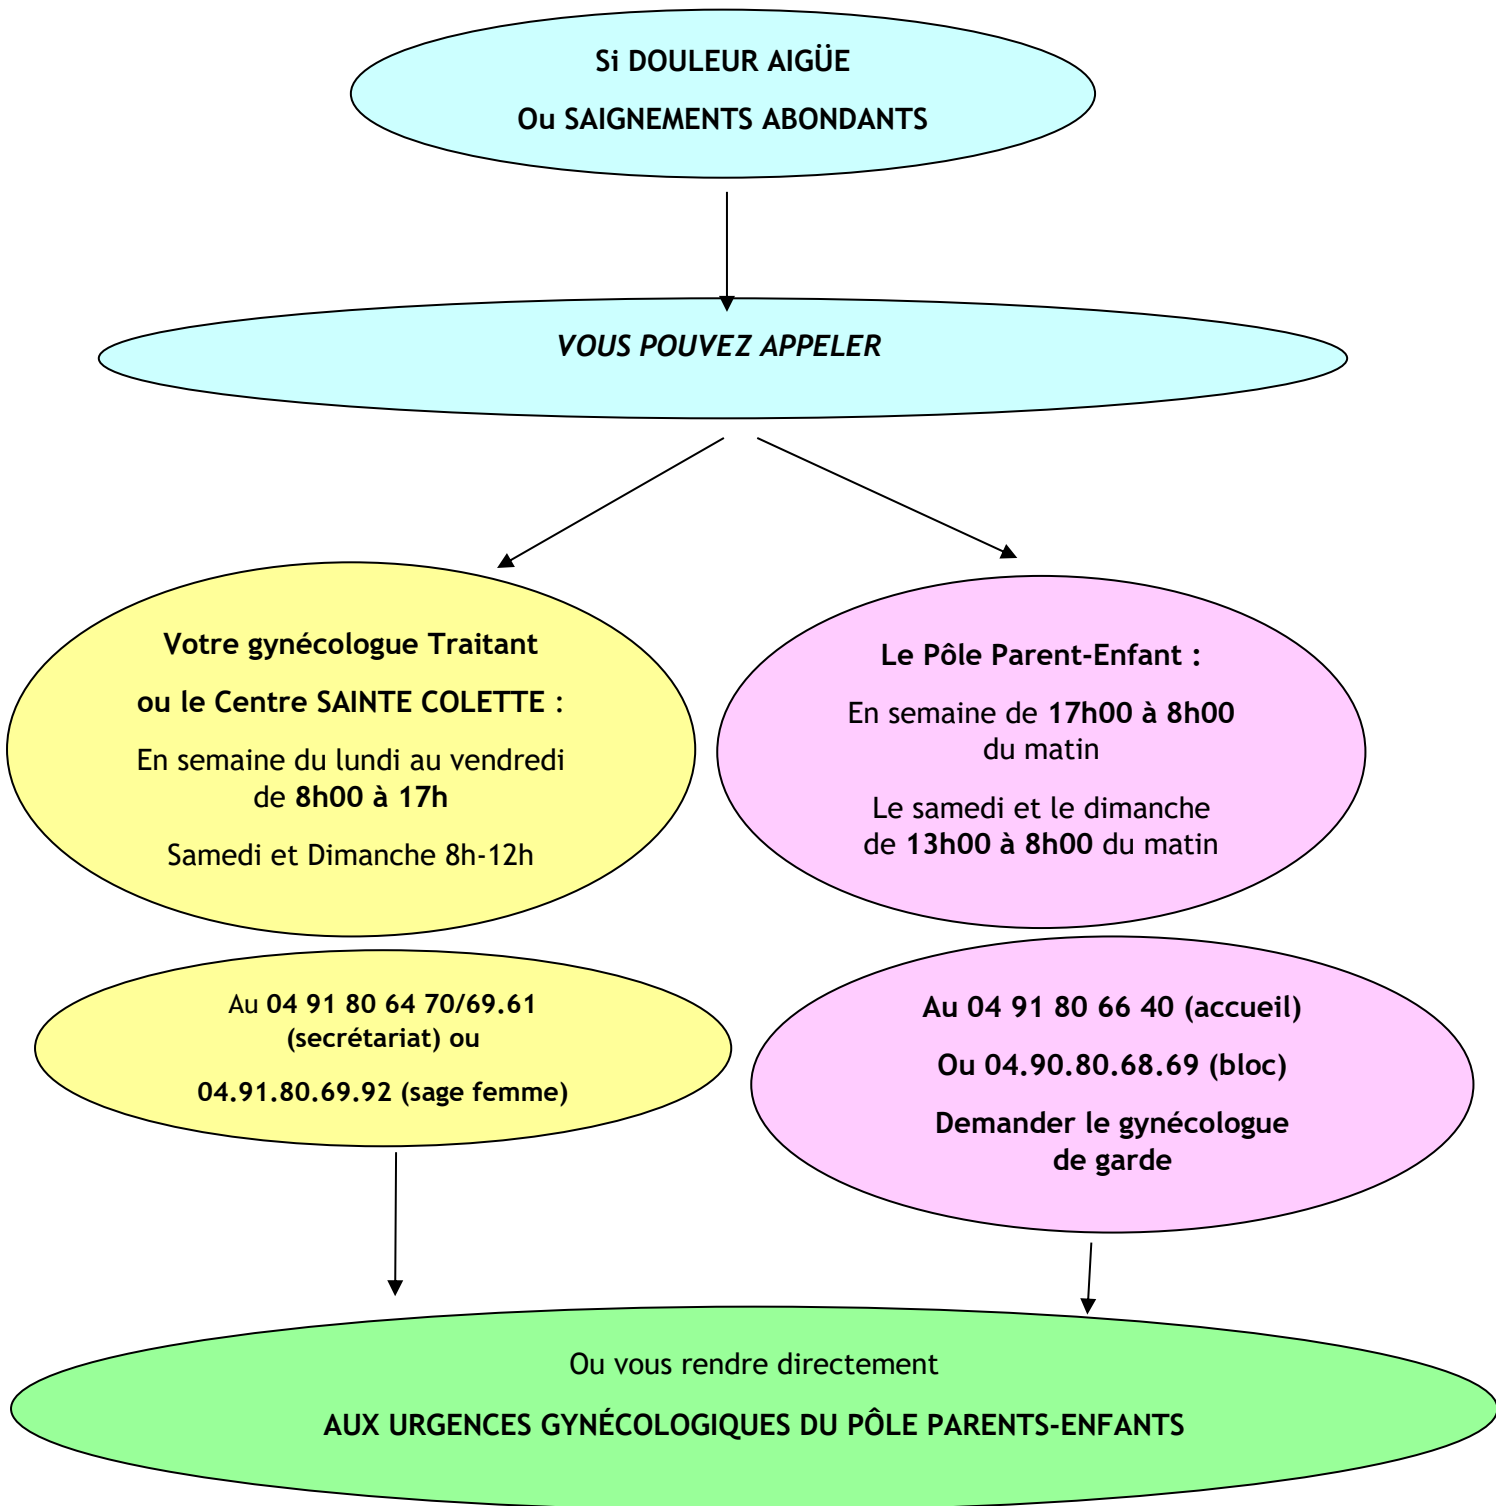 Si DOULEUR AIGÜE
Ou SAIGNEMENTS ABONDANTS
VOUS POUVEZ APPELER
Votre gynécologue Traitant
ou le Centre SAINTE COLETTE :
En semaine du lundi au vendredi
de 8h00 à 17h
Samedi et Dimanche 8h-12h
Au 04 91 80 64 70/69.61
(secrétariat) ou
04.91.80.69.92 (sage femme)
Le Pôle Parent-Enfant :
En semaine de 17h00 à 8h00
du matin
Le samedi et le dimanche
de 13h00 à 8h00 du matin
Au 04 91 80 66 40 (accueil)
Ou 04.90.80.68.69 (bloc)
Demander le gynécologue
de garde
Ou vous rendre directement
AUX URGENCES GYNÉCOLOGIQUES DU PÔLE PARENTS-ENFANTS